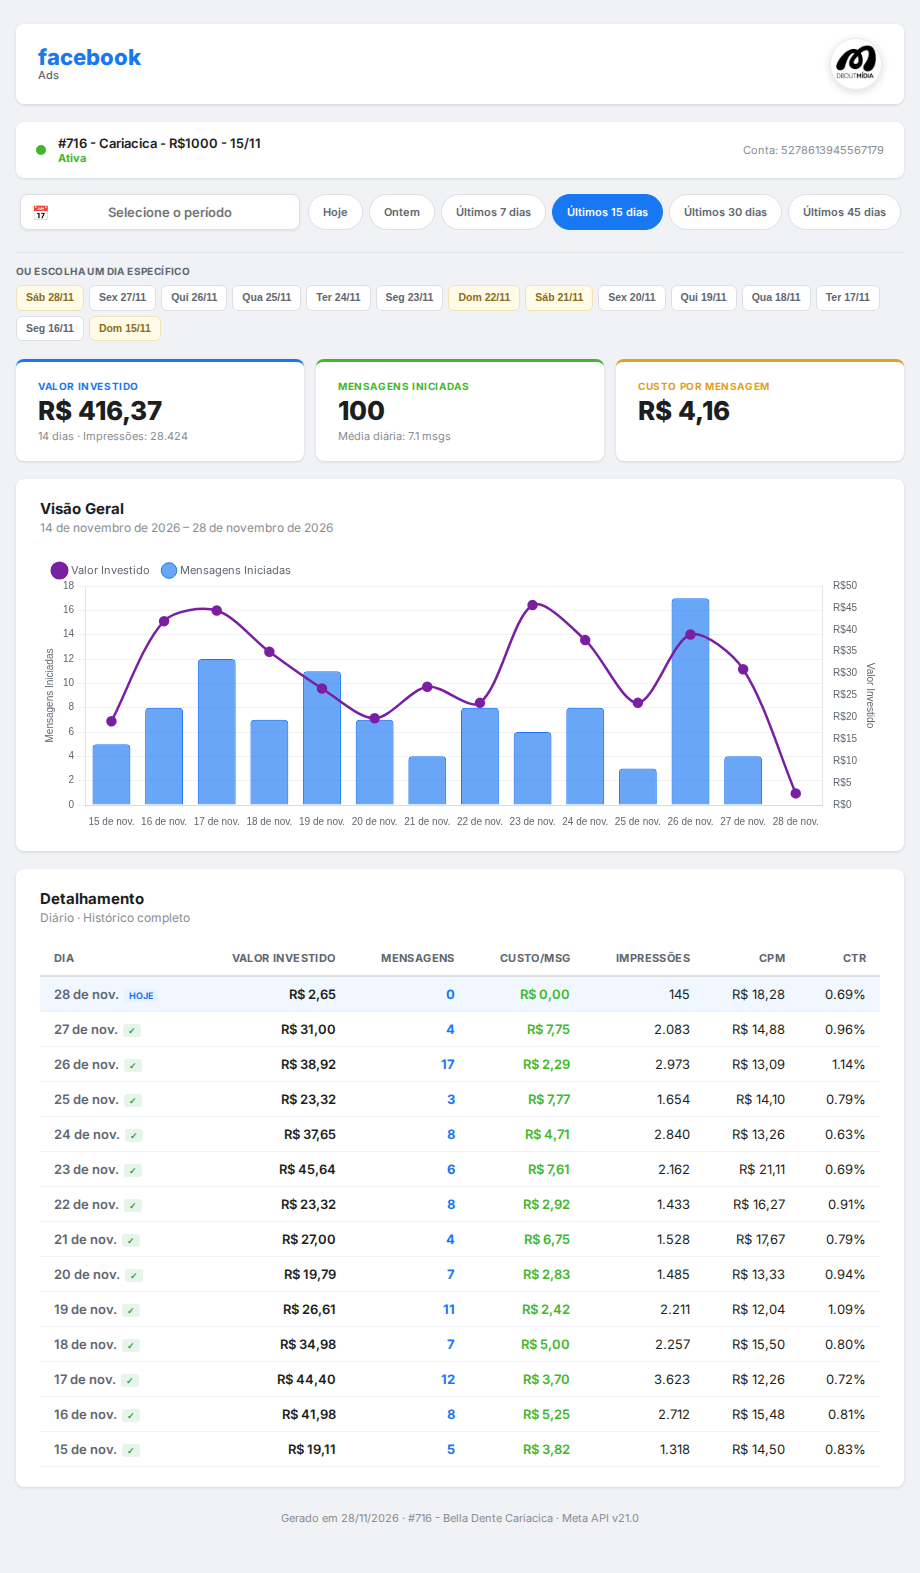 facebook
Ads
DBOUTMÍDIA
#716 - Cariacica - R$1000 - 15/11
Ativa
Conta: 5278613945567179
📅 Selecione o período Hoje Ontem Últimos 7 dias Últimos 15 dias Últimos 30 dias Últimos 45 dias
OU ESCOLHA UM DIA ESPECÍFICO
Sáb 28/11 Sex 27/11 Qui 26/11 Qua 25/11 Ter 24/11 Seg 23/11 Dom 22/11 Sáb 21/11 Sex 20/11 Qui 19/11 Qua 18/11 Ter 17/11
Seg 16/11 Dom 15/11
VALOR INVESTIDO
R$ 416,37
14 dias · Impressões: 28.424
MENSAGENS INICIADAS
100
Média diária: 7.1 msgs
CUSTO POR MENSAGEM
R$ 4,16
Visão Geral
14 de novembro de 2026 – 28 de novembro de 2026
Valor Investido Mensagens Iniciadas
Mensagens Iniciadas
18
16
14
12
10
8
6
4
2
0
R$50
R$45
R$40
R$35
R$30
R$25
R$20
R$15
R$10
R$5
R$0
Valor Investido
15 de nov. 16 de nov. 17 de nov. 18 de nov. 19 de nov. 20 de nov. 21 de nov. 22 de nov. 23 de nov. 24 de nov. 25 de nov. 26 de nov. 27 de nov. 28 de nov.
Detalhamento
Diário · Histórico completo
DIA VALOR INVESTIDO MENSAGENS CUSTO/MSG IMPRESSÕES CPM CTR
28 de nov. HOJE R$ 2,65 0 R$ 0,00 145 R$ 18,28 0.69%
27 de nov. ✓ R$ 31,00 4 R$ 7,75 2.083 R$ 14,88 0.96%
26 de nov. ✓ R$ 38,92 17 R$ 2,29 2.973 R$ 13,09 1.14%
25 de nov. ✓ R$ 23,32 3 R$ 7,77 1.654 R$ 14,10 0.79%
24 de nov. ✓ R$ 37,65 8 R$ 4,71 2.840 R$ 13,26 0.63%
23 de nov. ✓ R$ 45,64 6 R$ 7,61 2.162 R$ 21,11 0.69%
22 de nov. ✓ R$ 23,32 8 R$ 2,92 1.433 R$ 16,27 0.91%
21 de nov. ✓ R$ 27,00 4 R$ 6,75 1.528 R$ 17,67 0.79%
20 de nov. ✓ R$ 19,79 7 R$ 2,83 1.485 R$ 13,33 0.94%
19 de nov. ✓ R$ 26,61 11 R$ 2,42 2.211 R$ 12,04 1.09%
18 de nov. ✓ R$ 34,98 7 R$ 5,00 2.257 R$ 15,50 0.80%
17 de nov. ✓ R$ 44,40 12 R$ 3,70 3.623 R$ 12,26 0.72%
16 de nov. ✓ R$ 41,98 8 R$ 5,25 2.712 R$ 15,48 0.81%
15 de nov. ✓ R$ 19,11 5 R$ 3,82 1.318 R$ 14,50 0.83%
Gerado em 28/11/2026 · #716 - Bella Dente Cariacica · Meta API v21.0